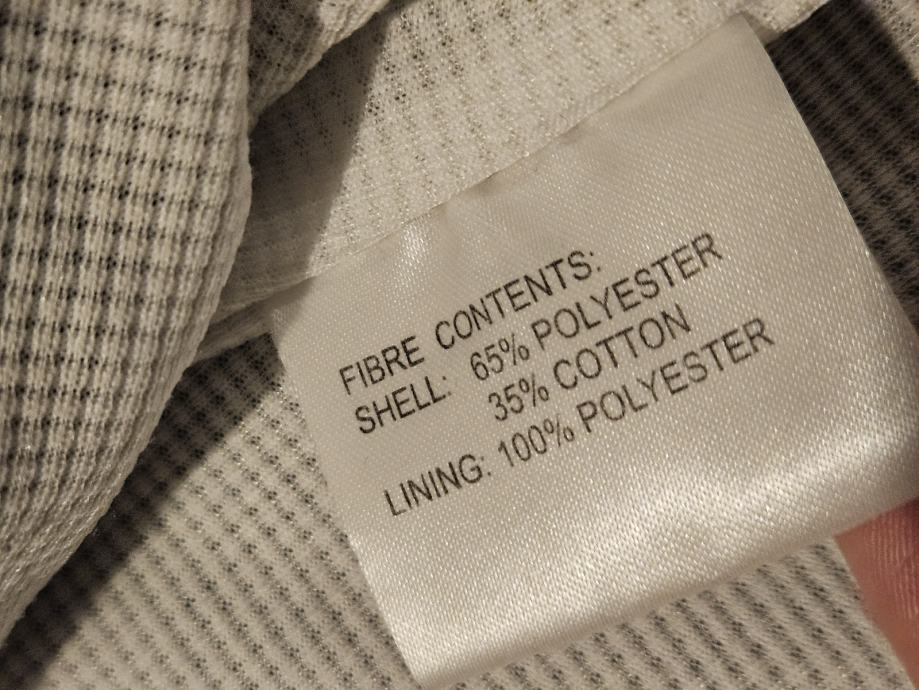 FIBRE CONTENTS:
SHELL: 65% POLYESTER
35% COTTON
LINING: 100% POLYESTER